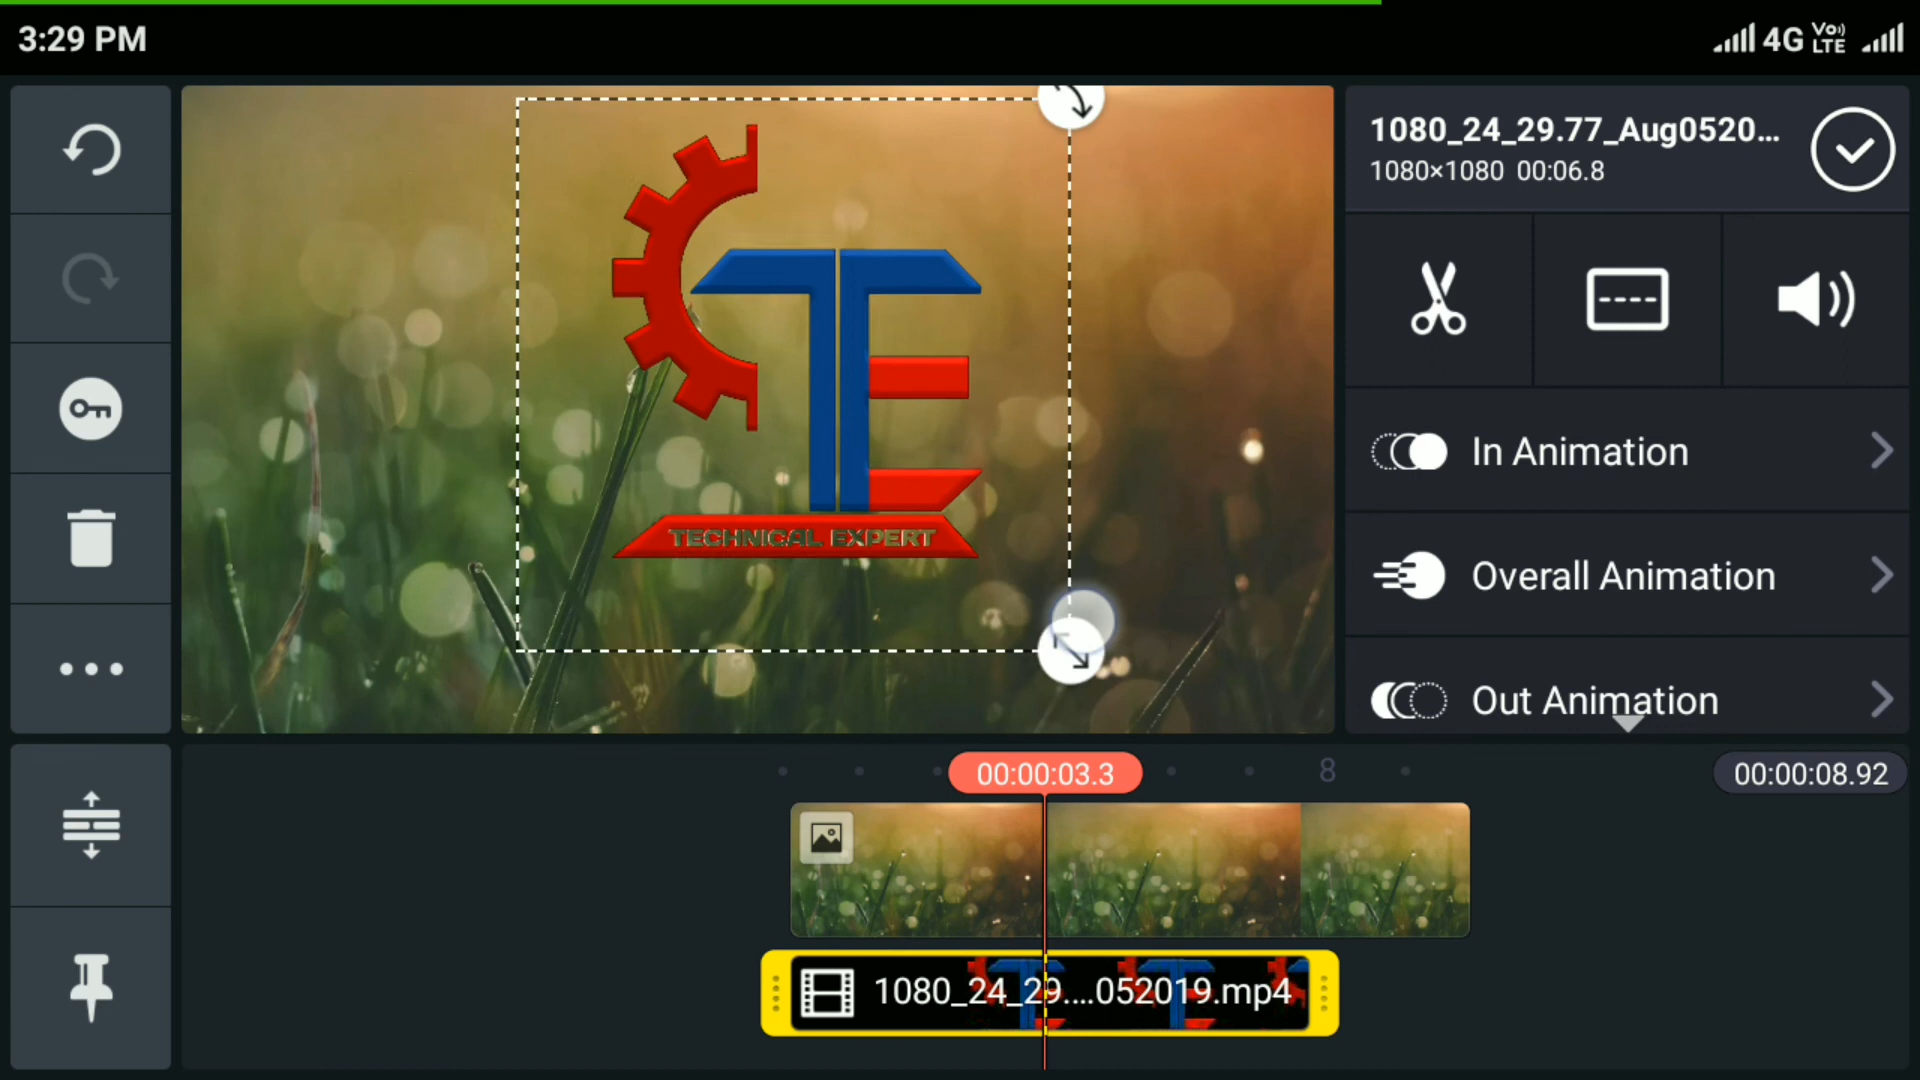 3:29 PM
4G VoLTE
1080_24_29.77_Aug0520...
1080×1080 00:06.8
TECHNICAL EXPERT
In Animation
Overall Animation
Out Animation
00:00:03.3
8
00:00:08.92
1080_24_29....052019.mp4